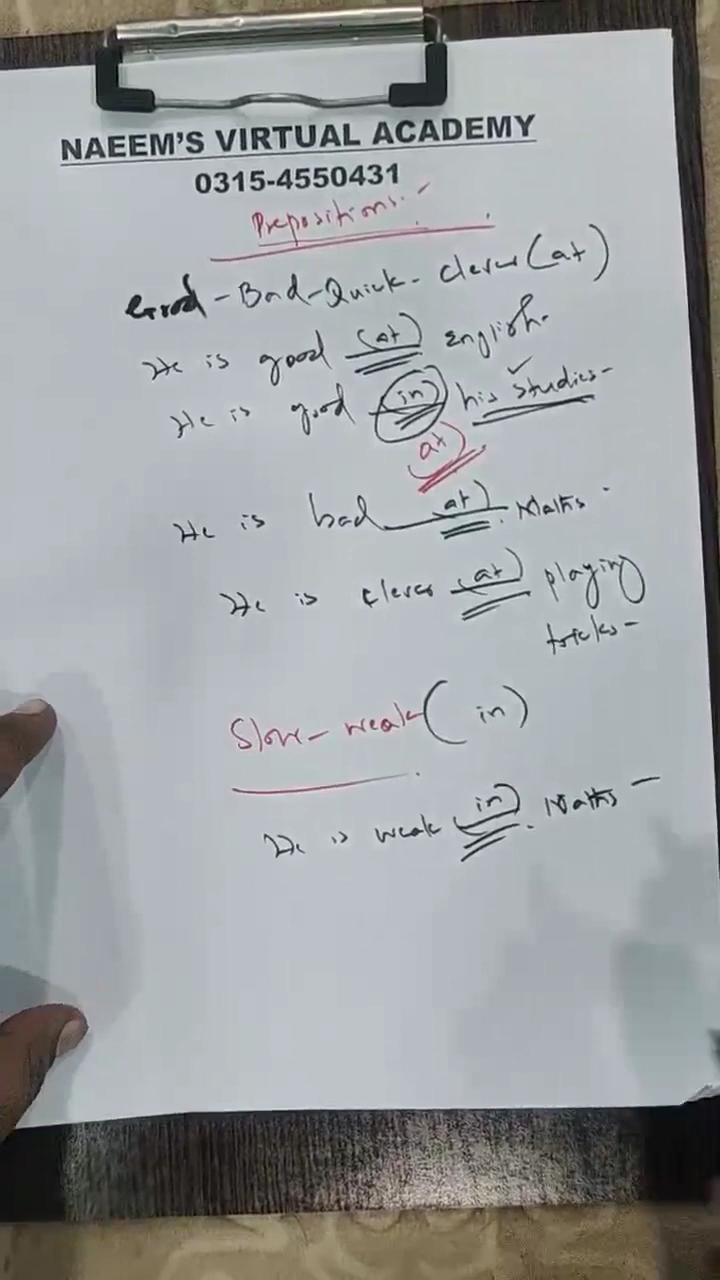 NAEEM'S VIRTUAL ACADEMY
0315-4550431
Prepositions:-
Good-Bad-Quick-clever(at)
He is good (at) English.
He is good (in) his studies-
at)
He is bad at) Maths.
He is clever (at) playing
tricks-
Slow-weak(in)
He is weak (in) Maths-